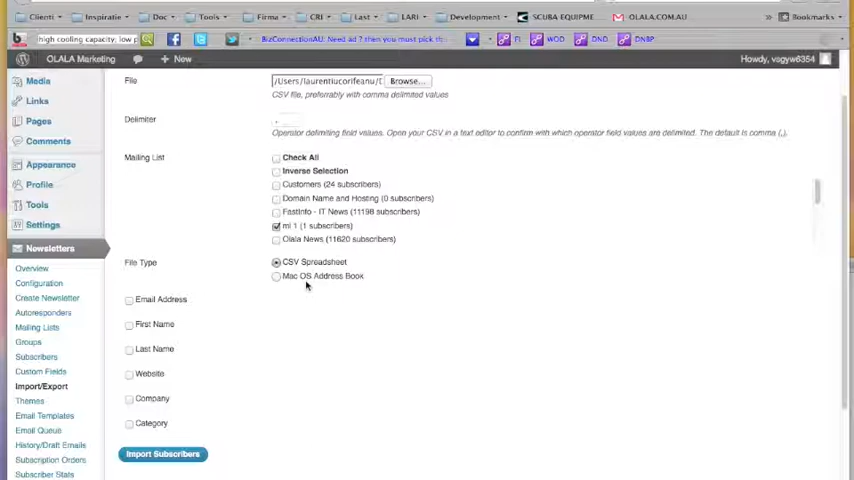 Clienti Inspiratie Doc Tools Firma CRI Last LARI Development SCUBA EQUIPME... OLALA.COM.AU » Bookmarks
high cooling capacity; low p BizConnectionAU: Need ad ? then you must pick th FI WOD DND DNBP
OLALA Marketing + New Howdy, vagyw6354
Media
Links
Pages
Comments
Appearance
Profile
Tools
Settings
Newsletters
Overview
Configuration
Create Newsletter
Autoresponders
Mailing Lists
Groups
Subscribers
Custom Fields
Import/Export
Themes
Email Templates
Email Queue
History/Draft Emails
Subscription Orders
Subscriber Stats
File /Users/laurentiucorifeanu/D Browse...
CSV file, preferrably with comma delimited values
Delimiter ,
Operator delimiting field values. Open your CSV in a text editor to confirm with which operator field values are delimited. The default is comma (,).
Mailing List Check All
Inverse Selection
Customers (24 subscribers)
Domain Name and Hosting (0 subscribers)
FastInfo - IT News (11198 subscribers)
ml 1 (1 subscribers)
Olala News (11620 subscribers)
File Type CSV Spreadsheet
Mac OS Address Book
Email Address
First Name
Last Name
Website
Company
Category
Import Subscribers